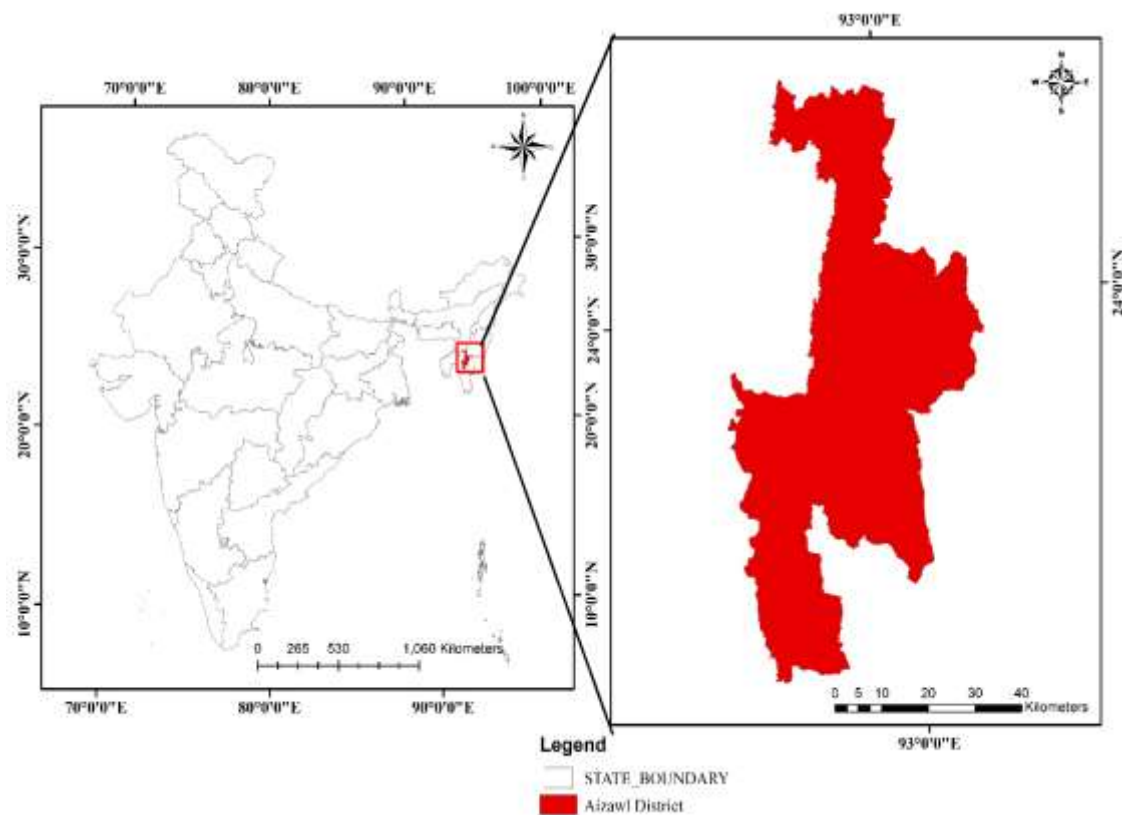 93°0'0"E
70°0'0"E 80°0'0"E 90°0'0"E 100°0'0"E
N
W E
S
30°0'0"N
20°0'0"N
10°0'0"N
30°0'0"N
24°0'0"N
20°0'0"N
10°0'0"N
24°0'0"N
0 265 530 1,060 Kilometers
0 5 10 20 30 40
Kilometers
70°0'0"E 80°0'0"E 90°0'0"E
93°0'0"E
Legend
STATE_BOUNDARY
Aizawl District